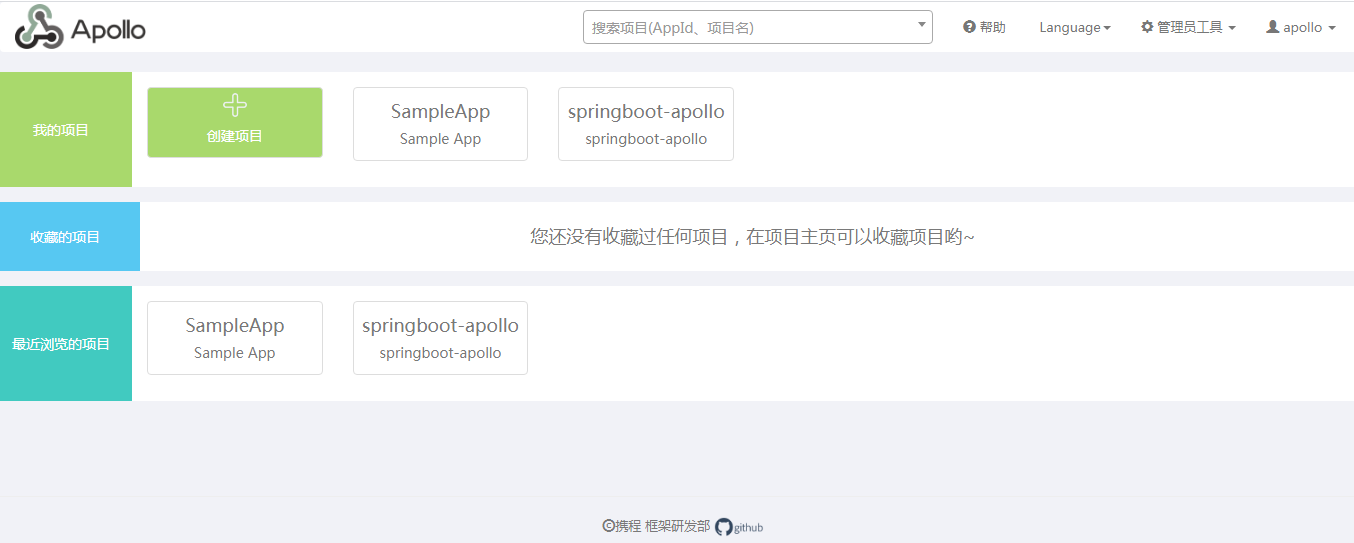 Apollo
搜索项目(AppId、项目名)
帮助
Language
管理员工具
apollo
我的项目
创建项目
SampleApp
Sample App
springboot-apollo
springboot-apollo
收藏的项目
您还没有收藏过任何项目，在项目主页可以收藏项目哟~
最近浏览的项目
SampleApp
Sample App
springboot-apollo
springboot-apollo
©携程 框架研发部 github